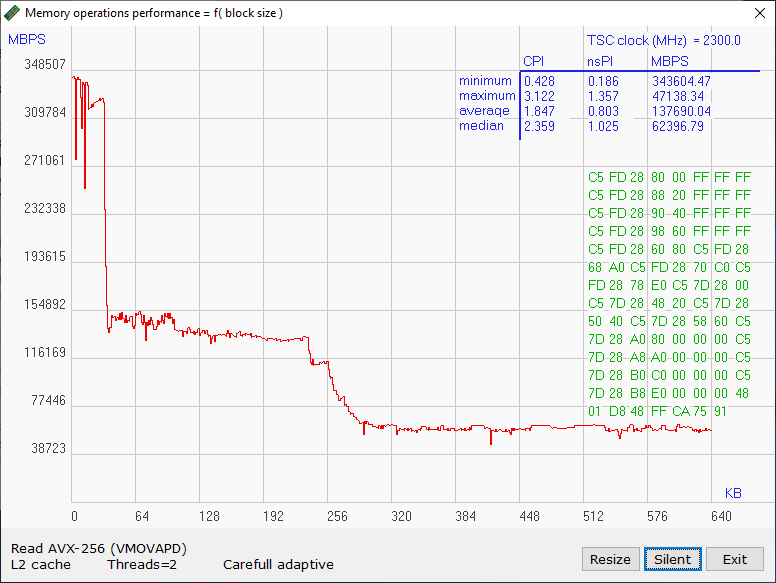 Memory operations performance = f( block size )
MBPS
TSC clock (MHz) = 2300.0
CPI nsPI MBPS
minimum 0.428 0.186 343604.47
maximum 3.122 1.357 47138.34
average 1.847 0.803 137690.04
median 2.359 1.025 62396.79
348507
309784
271061
232338
193615
154892
116169
77446
38723
C5 FD 28 80 00 FF FF FF
C5 FD 28 88 20 FF FF FF
C5 FD 28 90 40 FF FF FF
C5 FD 28 98 60 FF FF FF
C5 FD 28 60 80 C5 FD 28
68 A0 C5 FD 28 70 C0 C5
FD 28 78 E0 C5 7D 28 00
C5 7D 28 48 20 C5 7D 28
50 40 C5 7D 28 58 60 C5
7D 28 A0 80 00 00 00 C5
7D 28 A8 A0 00 00 00 C5
7D 28 B0 C0 00 00 00 C5
7D 28 B8 E0 00 00 00 48
01 D8 48 FF CA 75 91
KB
0 64 128 192 256 320 384 448 512 576 640
Read AVX-256 (VMOVAPD)
L2 cache Threads=2 Carefull adaptive
Resize Silent Exit